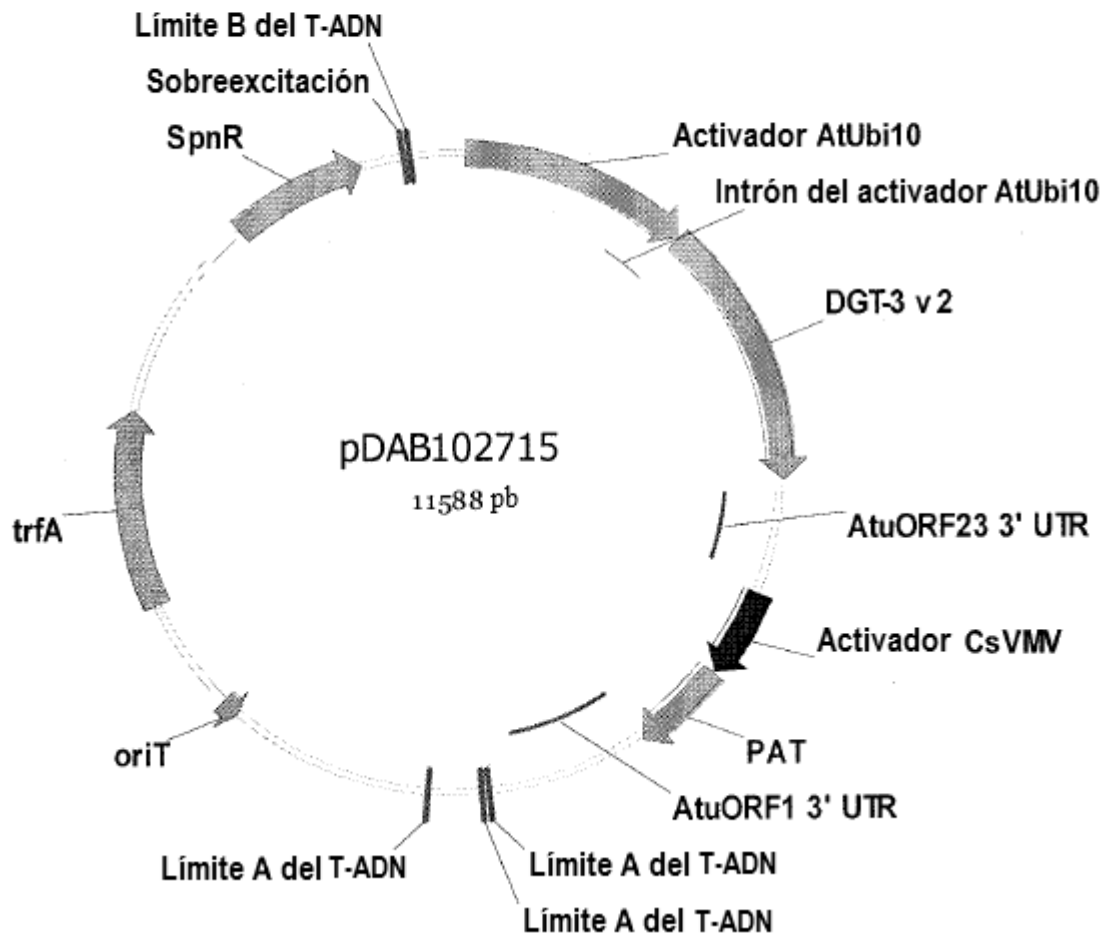 Límite B del T-ADN
Sobreexcitación
SpnR
Activador AtUbi10
Intrón del activador AtUbi10
DGT-3 v 2
pDAB102715
11588 pb
trfA
AtuORF23 3' UTR
Activador CsVMV
PAT
oriT
AtuORF1 3' UTR
Límite A del T-ADN
Límite A del T-ADN
Límite A del T-ADN